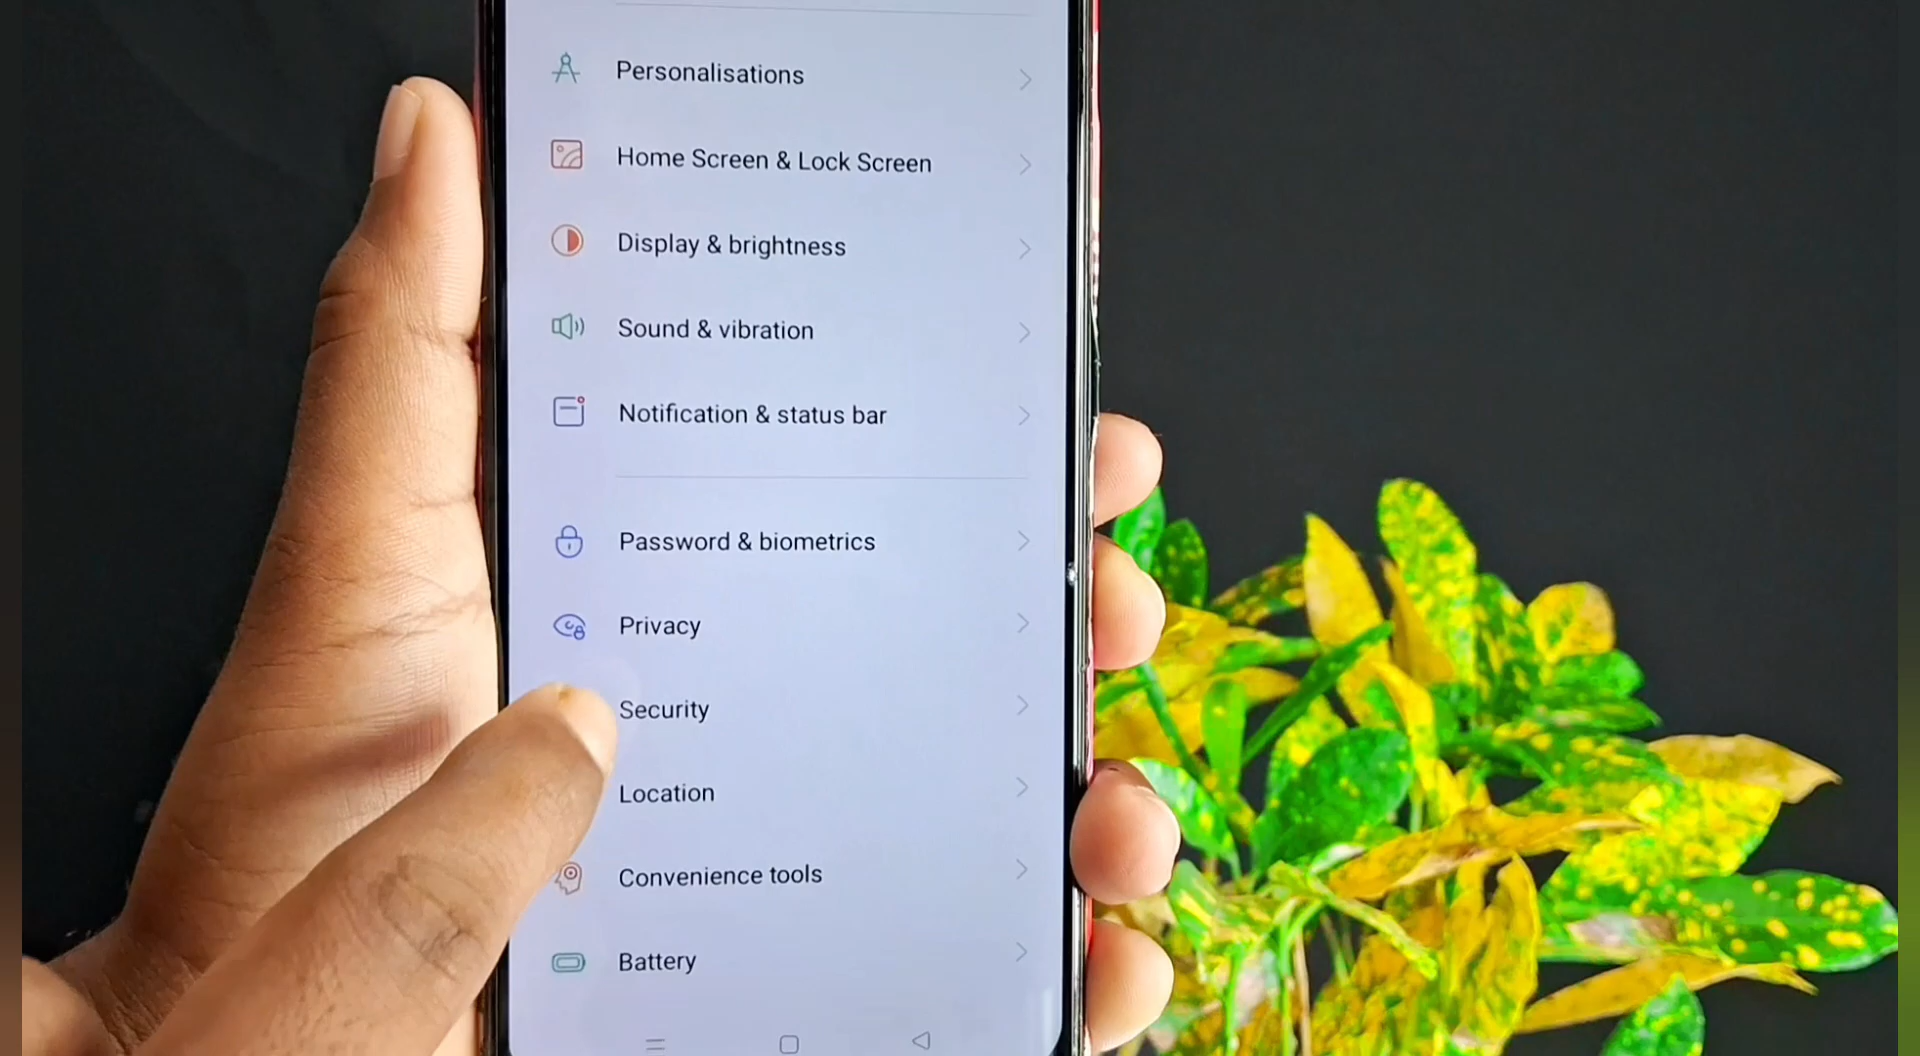 Personalisations
Home Screen & Lock Screen
Display & brightness
Sound & vibration
Notification & status bar
Password & biometrics
Privacy
Security
Location
Convenience tools
Battery